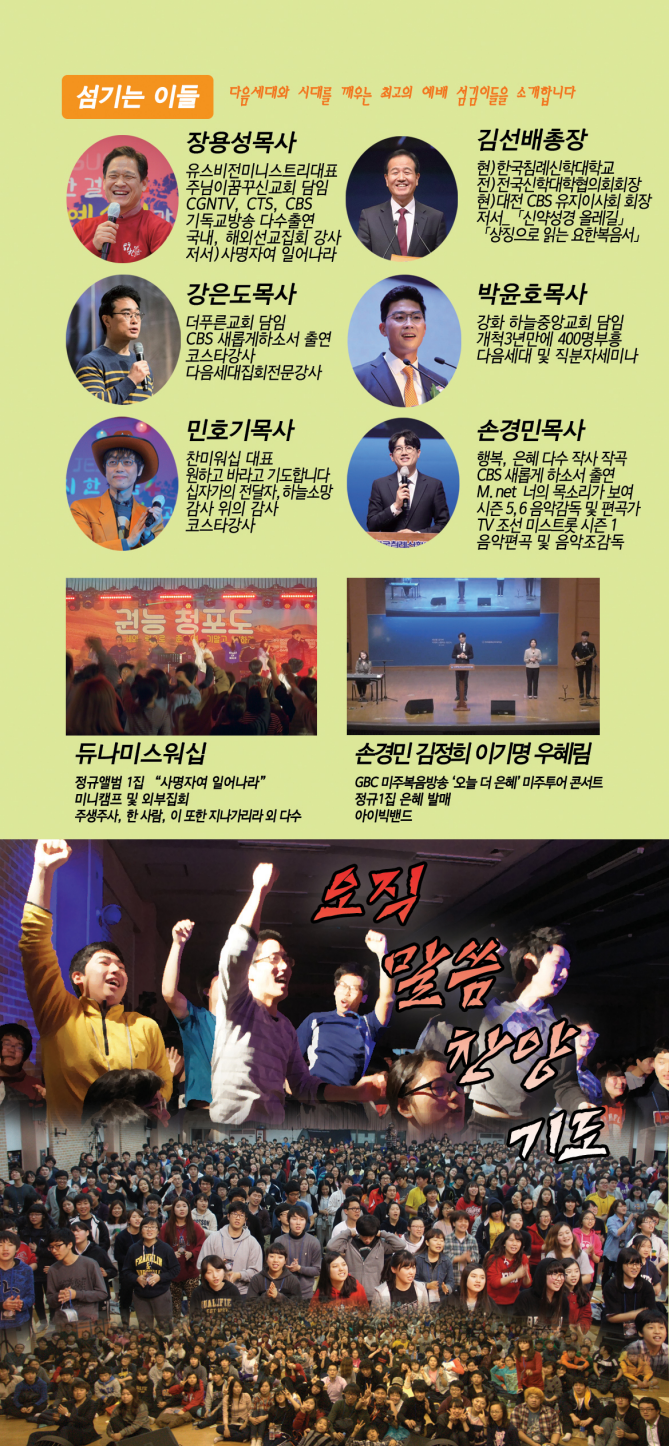 섬기는 이들
다음세대와 시대를 깨우는 최고의 예배 섬김이들을 소개합니다
장용성목사
유스비전미니스트리대표
주님이꿈꾸신교회 담임
CGNTV, CTS, CBS
기독교방송 다수출연
국내, 해외선교집회 강사
저서) 사명자여 일어나라
김선배총장
현)한국침례신학대학교
전)전국신학대학협의회회장
현)대전 CBS 유지이사회 회장
저서_ 「신약성경 올레길」
「상징으로 읽는 요한복음서」
강은도목사
더푸른교회 담임
CBS 새롭게하소서 출연
코스타강사
다음세대집회전문강사
박윤호목사
강화 하늘중앙교회 담임
개척3년만에 400명부흥
다음세대 및 직분자세미나
민호기목사
찬미워십 대표
원하고 바라고 기도합니다
십자가의 전달자, 하늘소망
감사 위의 감사
코스타강사
손경민목사
행복, 은혜 다수 작사 작곡
CBS 새롭게 하소서 출연
M.net 너의 목소리가 보여
시즌 5,6 음악감독 및 편곡가
TV 조선 미스트롯 시즌 1
음악편곡 및 음악조감독
권능 청포도
듀나미스워십
정규앨범 1집 “사명자여 일어나라”
미니캠프 및 외부집회
주생주사, 한 사람, 이 또한 지나가리라 외 다수
손경민 김정희 이기명 우혜림
GBC 미주복음방송 ‘오늘 더 은혜’ 미주투어 콘서트
정규1집 은혜 발매
아이빅밴드
오직
말씀
찬양
기도